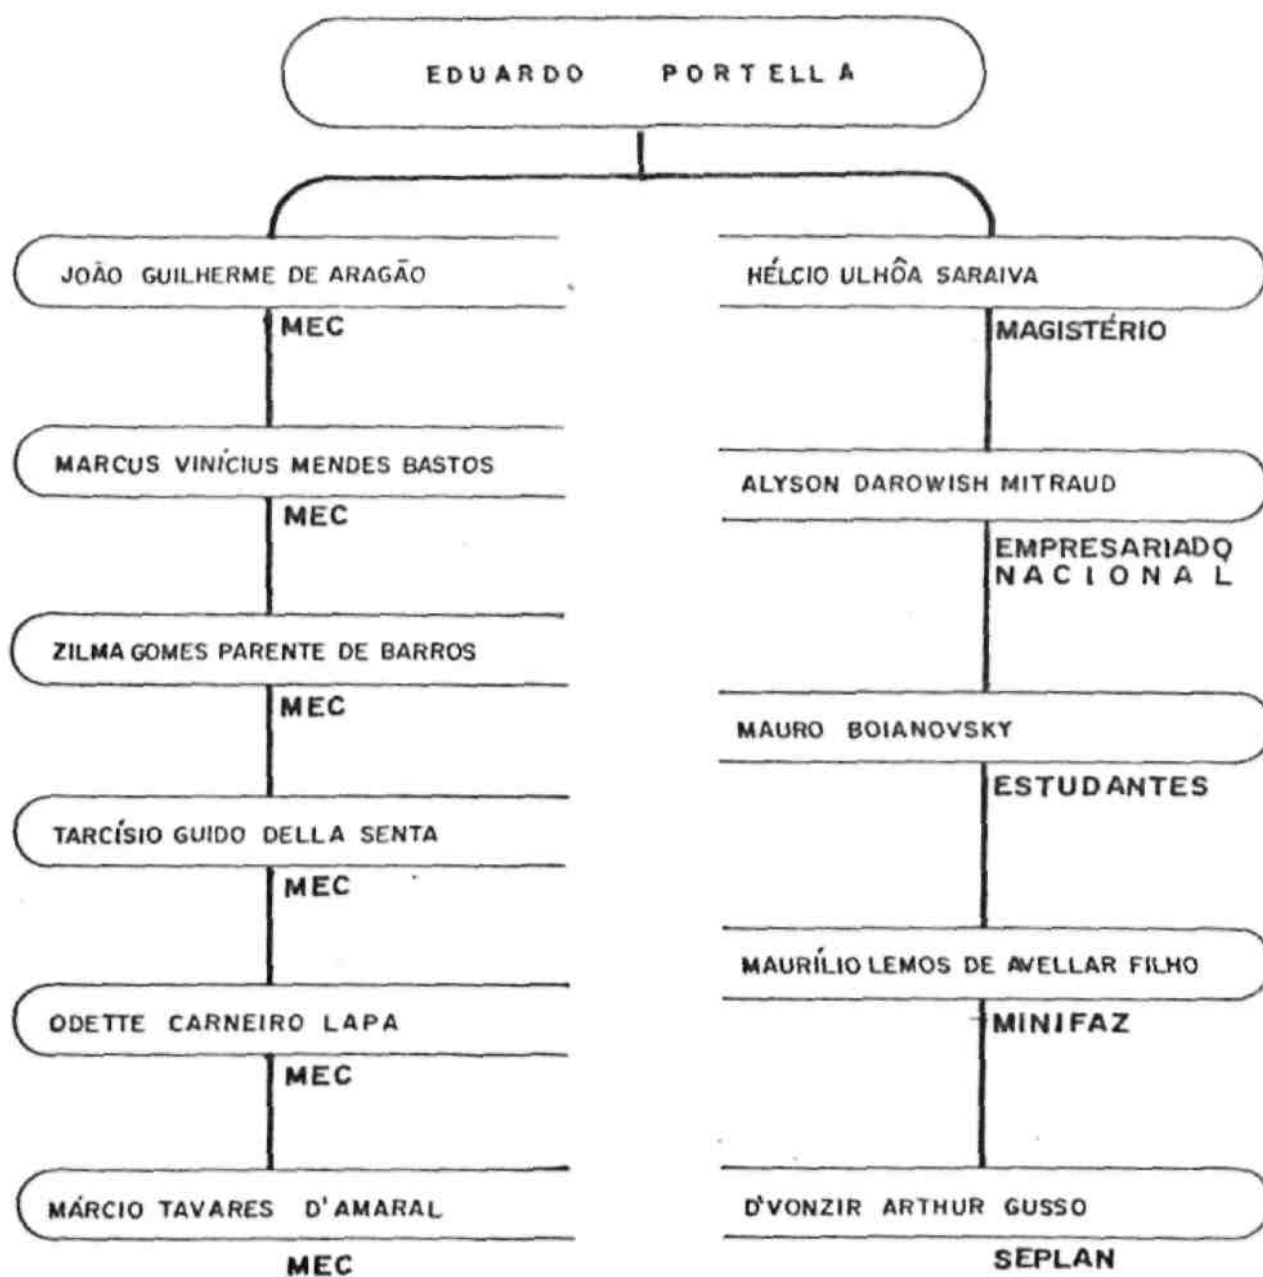 EDUARDO PORTELLA
JOÃO GUILHERME DE ARAGÃO
MEC
MARCUS VINÍCIUS MENDES BASTOS
MEC
ZILMA GOMES PARENTE DE BARROS
MEC
TARCÍSIO GUIDO DELLA SENTA
MEC
ODETTE CARNEIRO LAPA
MEC
MÁRCIO TAVARES D'AMARAL
MEC
HÉLCIO ULHÔA SARAIVA
MAGISTÉRIO
ALYSON DAROWISH MITRAUD
EMPRESARIADO
NACIONAL
MAURO BOIANOVSKY
ESTUDANTES
MAURÍLIO LEMOS DE AVELLAR FILHO
MINIFAZ
D'VONZIR ARTHUR GUSSO
SEPLAN